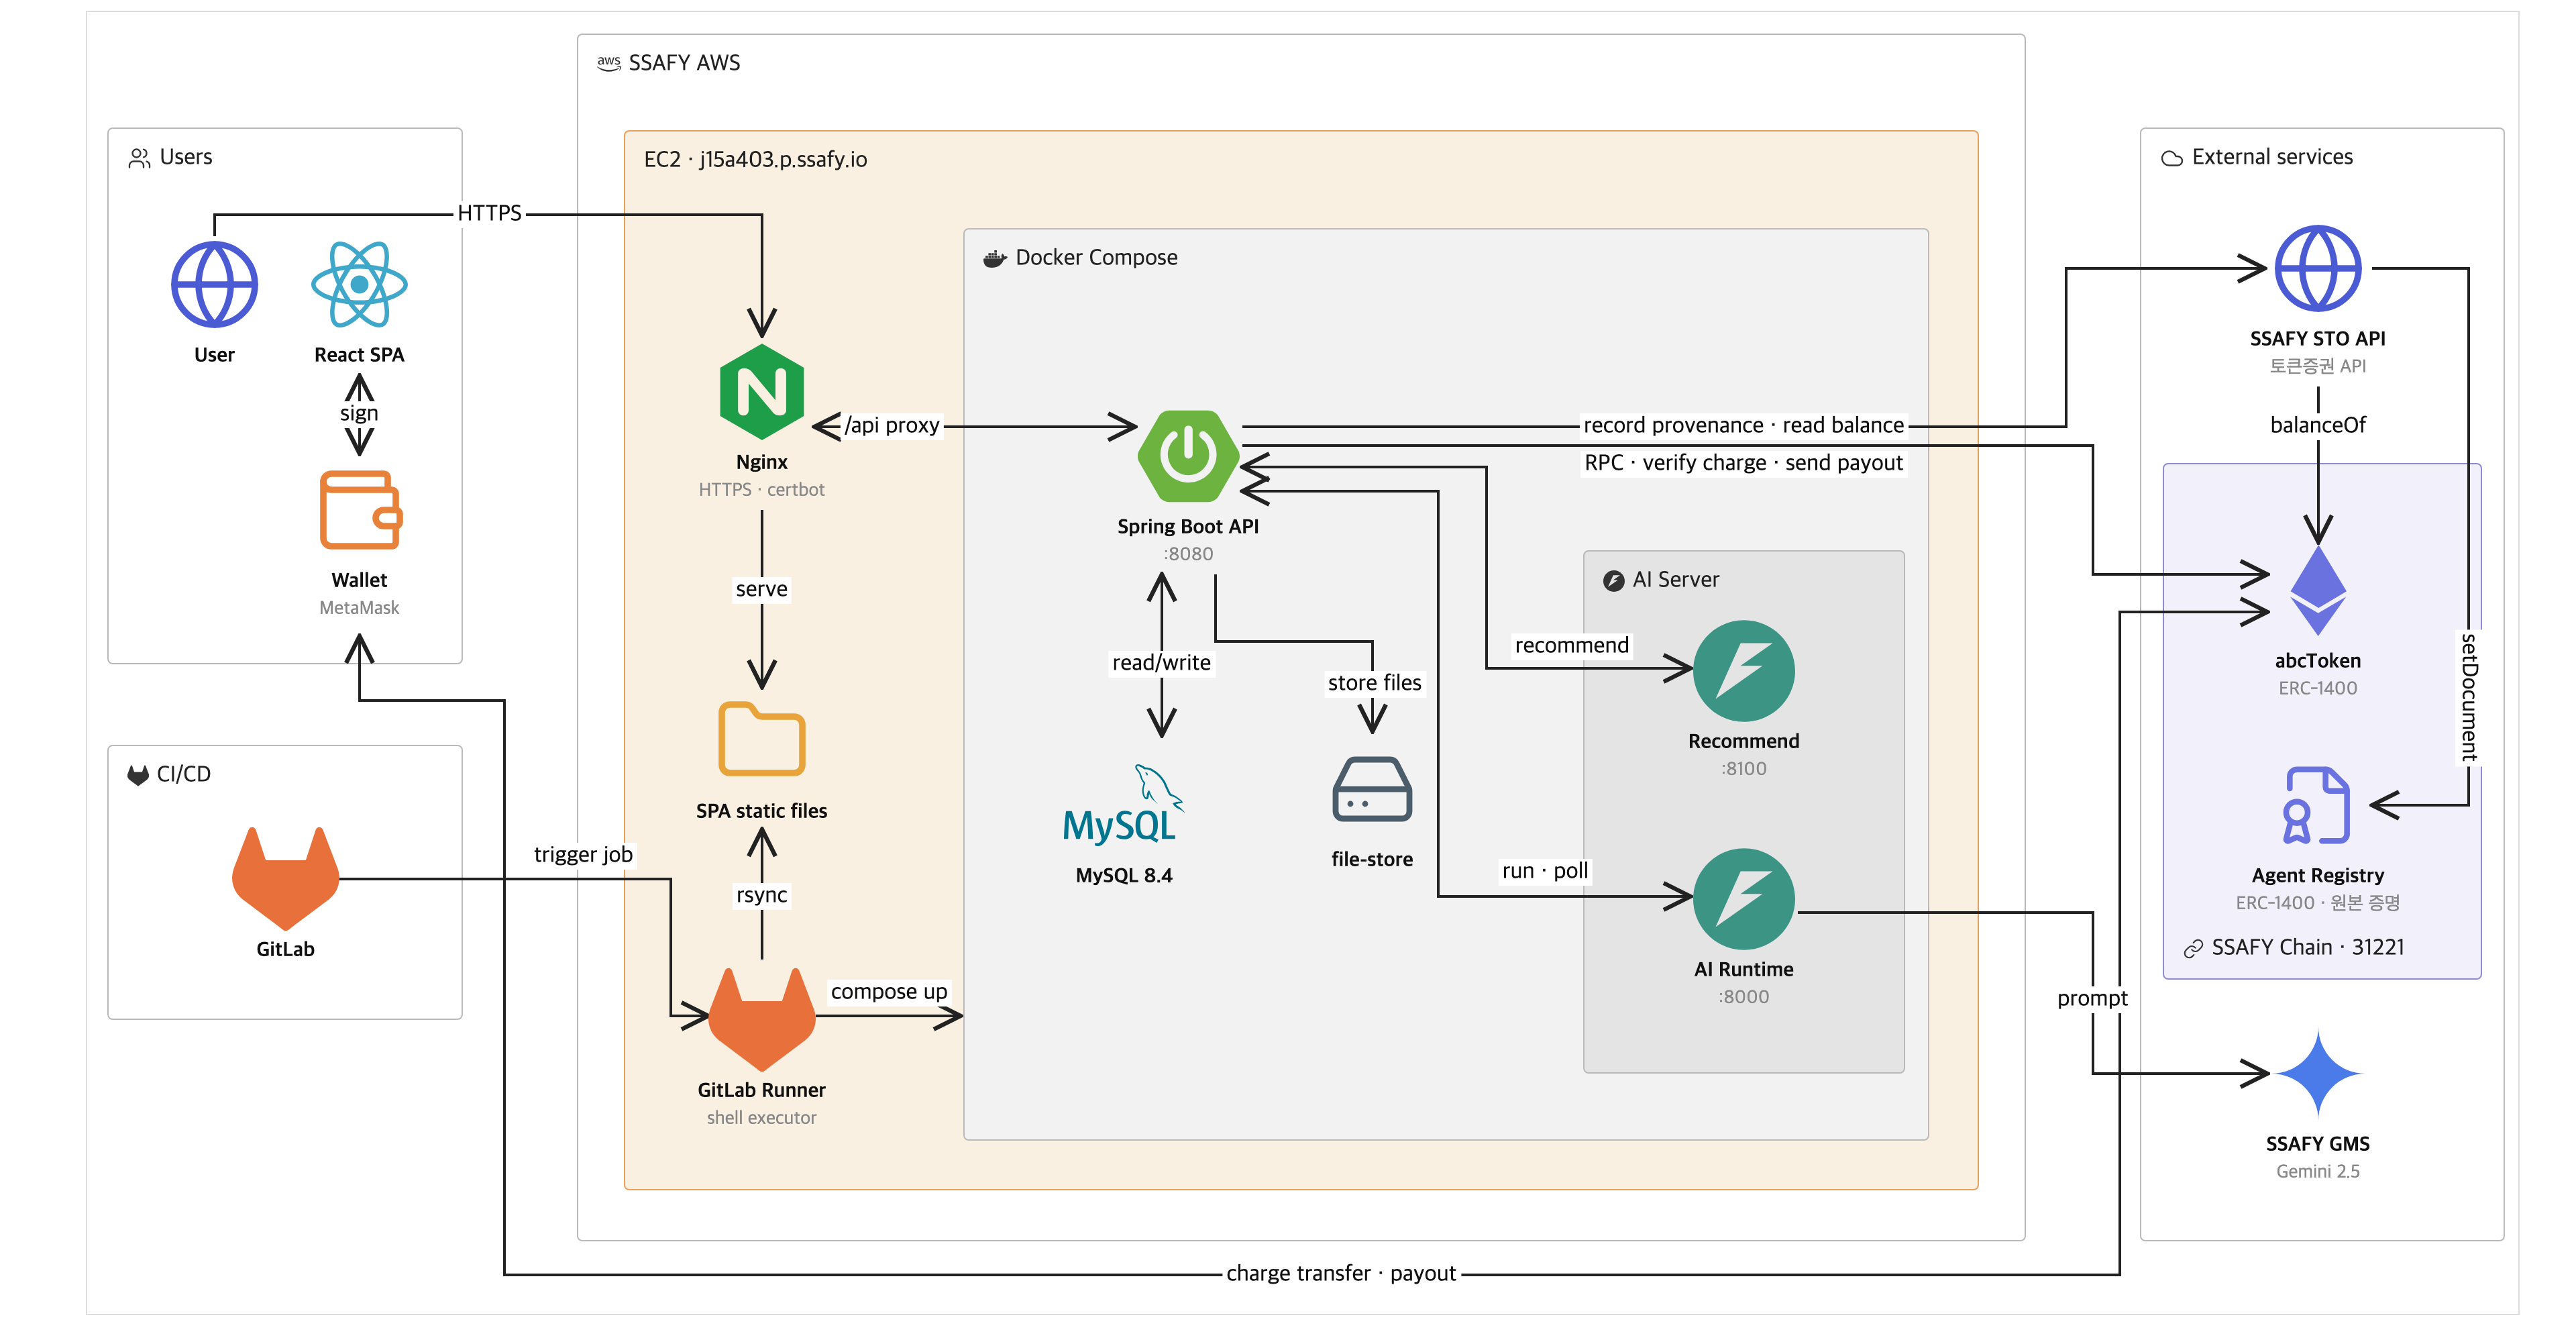 aws SSAFY AWS
Users
User
React SPA
sign
Wallet
MetaMask
HTTPS
CI/CD
GitLab
trigger job
EC2 · j15a403.p.ssafy.io
Nginx
HTTPS · certbot
serve
SPA static files
rsync
GitLab Runner
shell executor
compose up
/api proxy
Docker Compose
Spring Boot API
:8080
read/write
store files
MySQL
MySQL 8.4
file-store
record provenance · read balance
RPC · verify charge · send payout
AI Server
recommend
Recommend
:8100
run · poll
AI Runtime
:8000
External services
SSAFY STO API
토큰증권 API
balanceOf
abcToken
ERC-1400
setDocument
Agent Registry
ERC-1400 · 원본 증명
SSAFY Chain · 31221
prompt
SSAFY GMS
Gemini 2.5
charge transfer · payout